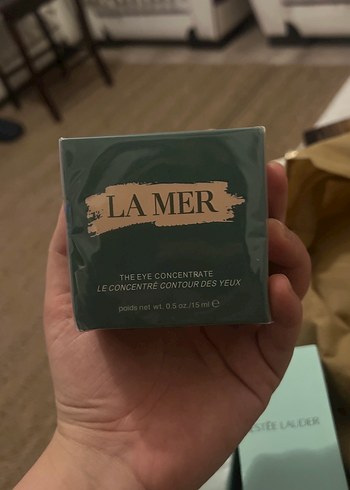 LA MER
THE EYE CONCENTRATE
LE CONCENTRÉ CONTOUR DES YEUX
poids net wt. 0.5 oz./15 ml ℮
ESTĒE LAUDER